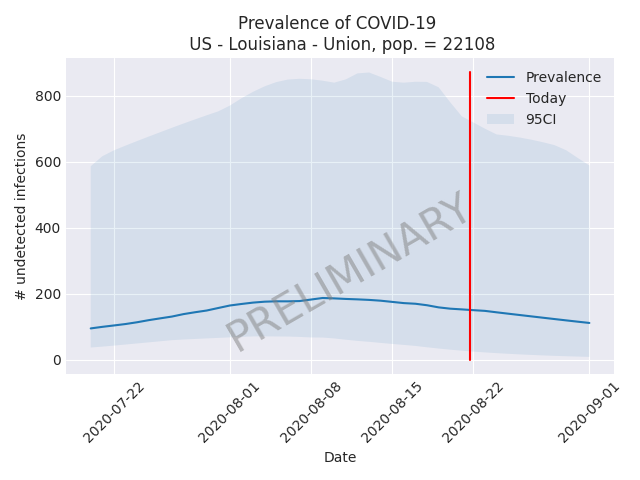 Prevalence of COVID-19
US - Louisiana - Union, pop. = 22108
Prevalence
Today
95CI
800
600
400
200
0
# undetected infections
PRELIMINARY
2020-07-22
2020-08-01
2020-08-08
2020-08-15
2020-08-22
2020-09-01
Date